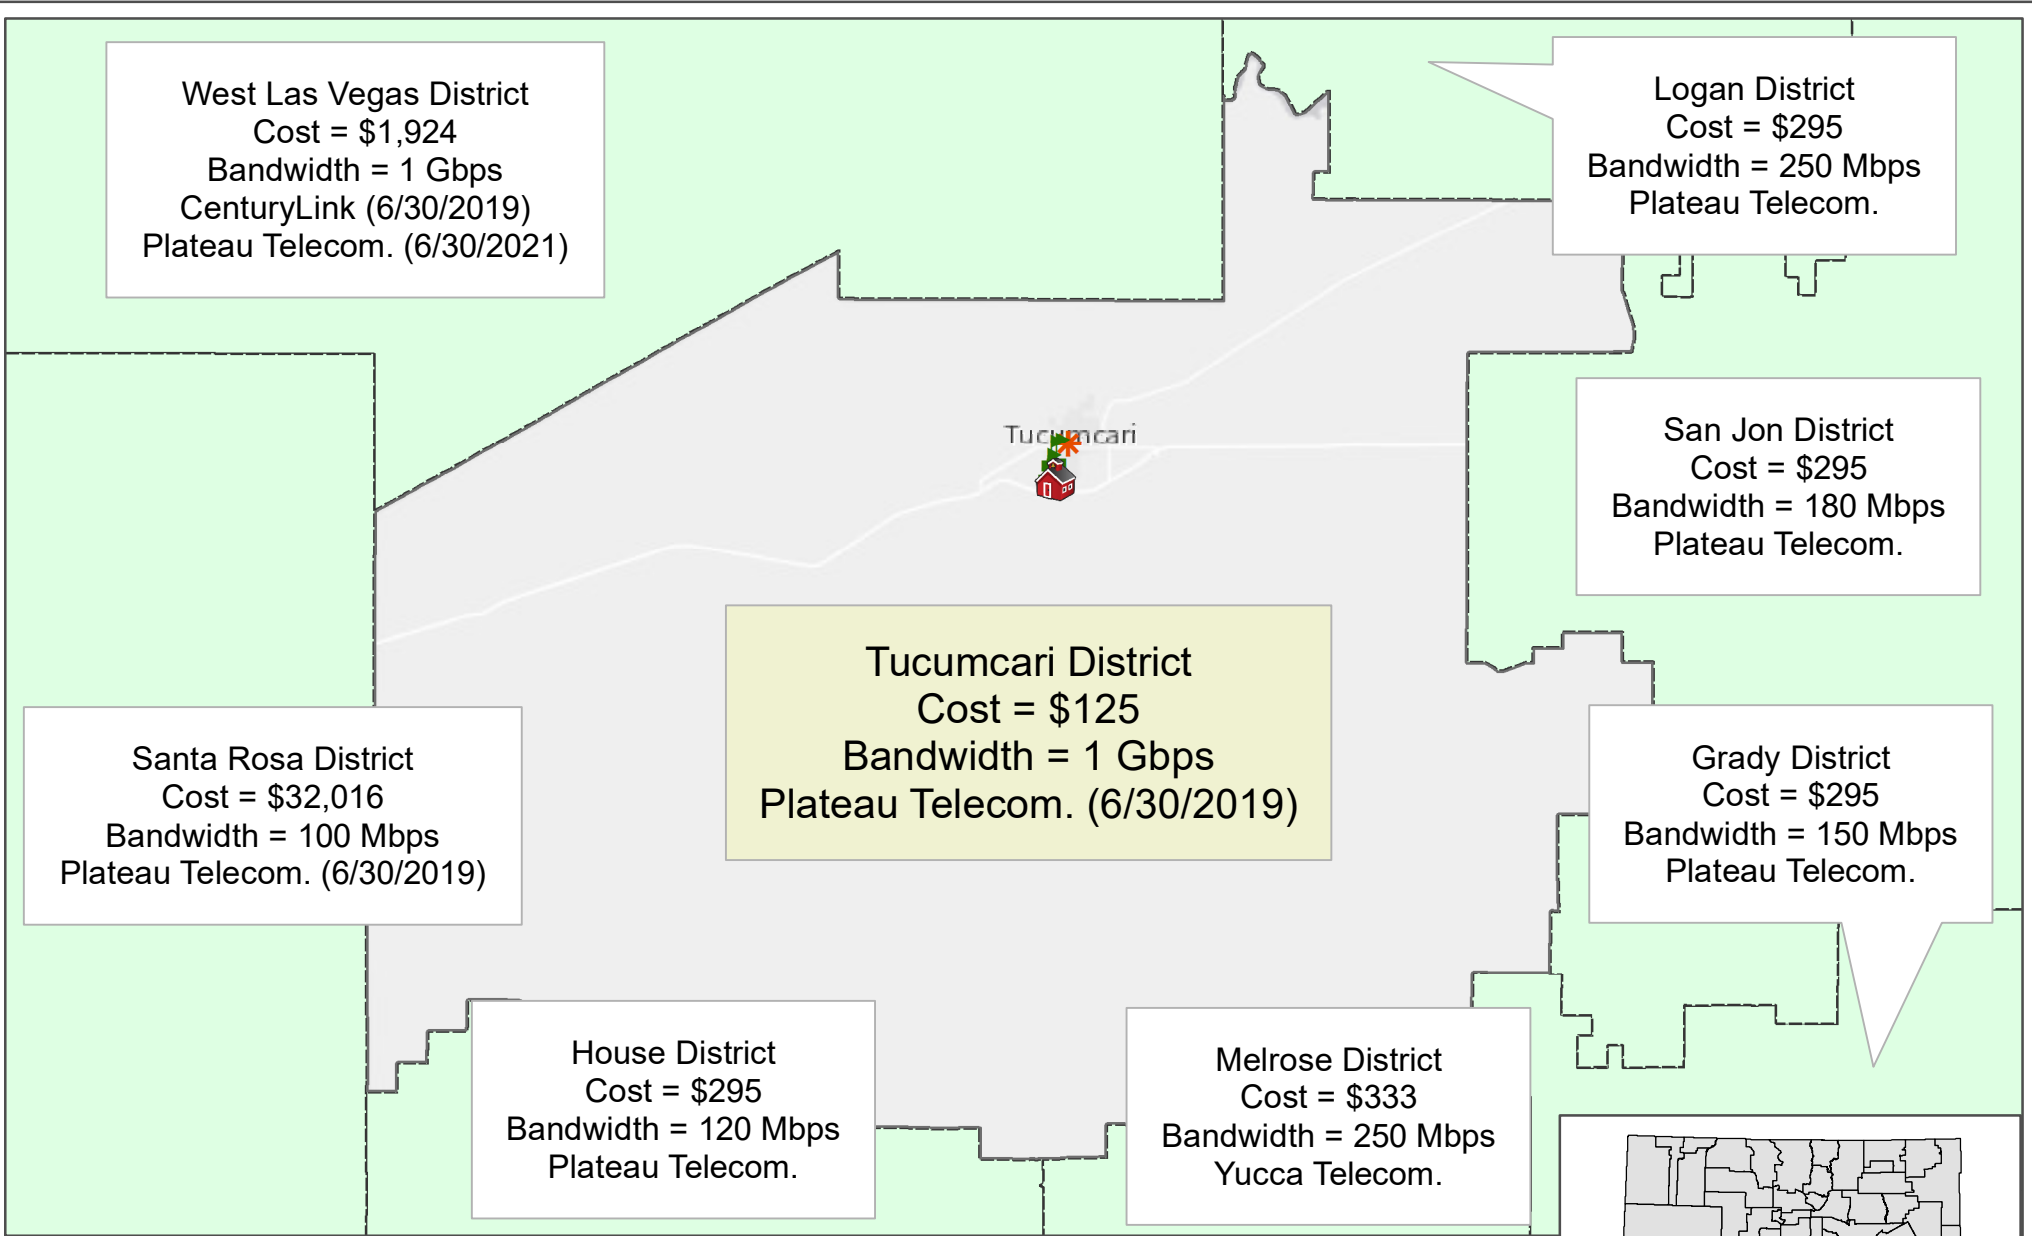 West Las Vegas District
Cost = $1,924
Bandwidth = 1 Gbps
CenturyLink (6/30/2019)
Plateau Telecom. (6/30/2021)
Logan District
Cost = $295
Bandwidth = 250 Mbps
Plateau Telecom.
Tucumcari
San Jon District
Cost = $295
Bandwidth = 180 Mbps
Plateau Telecom.
Tucumcari District
Cost = $125
Bandwidth = 1 Gbps
Plateau Telecom. (6/30/2019)
Santa Rosa District
Cost = $32,016
Bandwidth = 100 Mbps
Plateau Telecom. (6/30/2019)
Grady District
Cost = $295
Bandwidth = 150 Mbps
Plateau Telecom.
House District
Cost = $295
Bandwidth = 120 Mbps
Plateau Telecom.
Melrose District
Cost = $333
Bandwidth = 250 Mbps
Yucca Telecom.